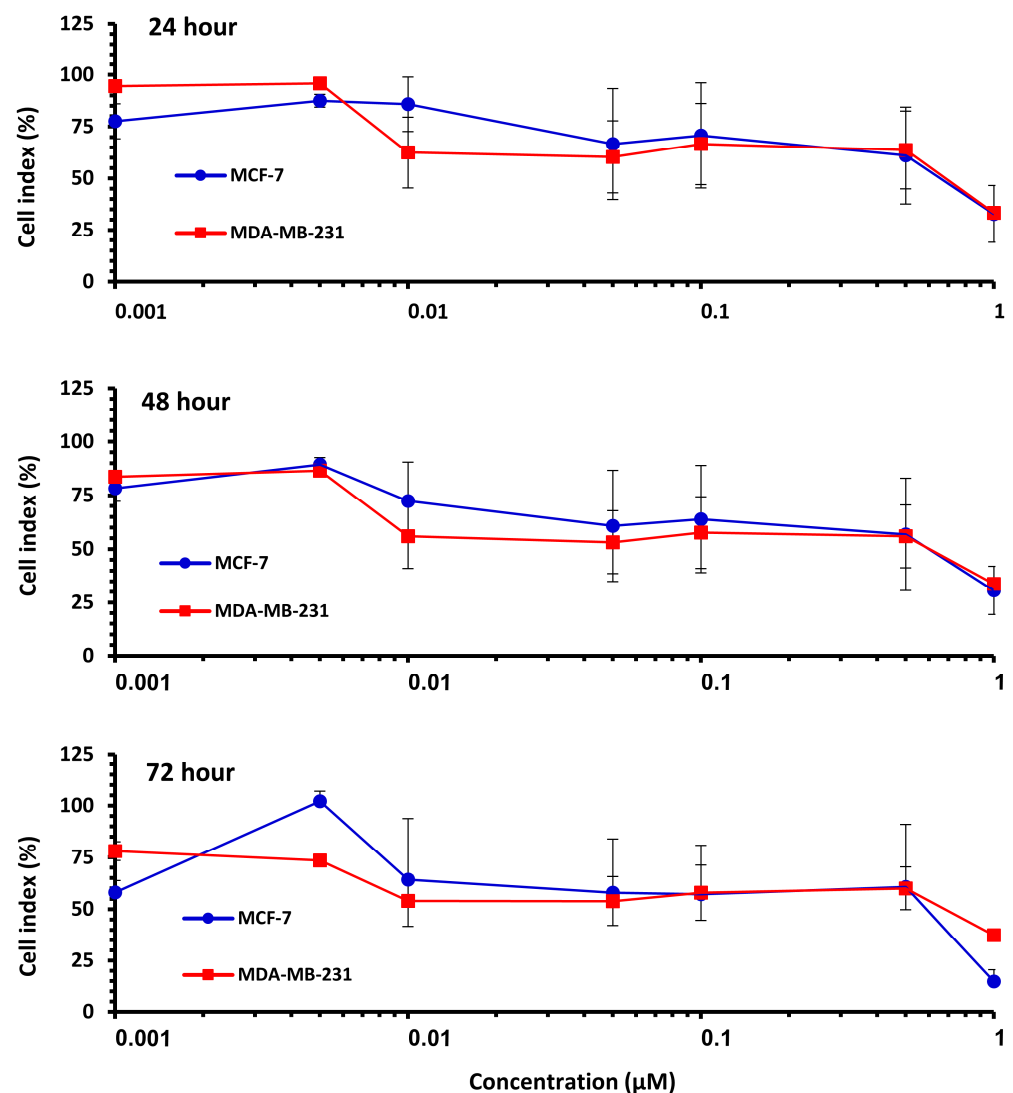 24 hour
Cell index (%)
125
100
75
50
25
0
MCF-7
MDA-MB-231
0.001 0.01 0.1 1
48 hour
Cell index (%)
125
100
75
50
25
0
MCF-7
MDA-MB-231
0.001 0.01 0.1 1
72 hour
Cell index (%)
125
100
75
50
25
0
MCF-7
MDA-MB-231
0.001 0.01 0.1 1
Concentration (µM)